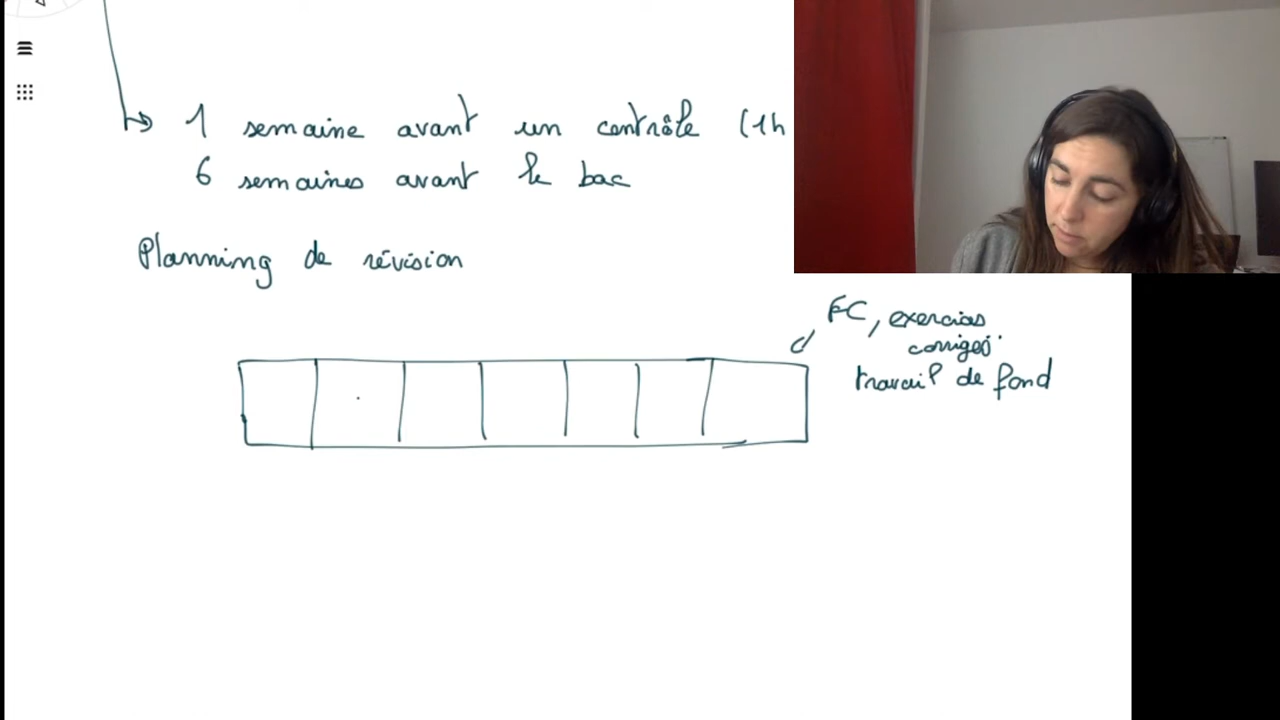 1 semaine avant un contrôle (1h
6 semaines avant le bac
Planning de révision
FC, exercices
corrigés
travail de fond